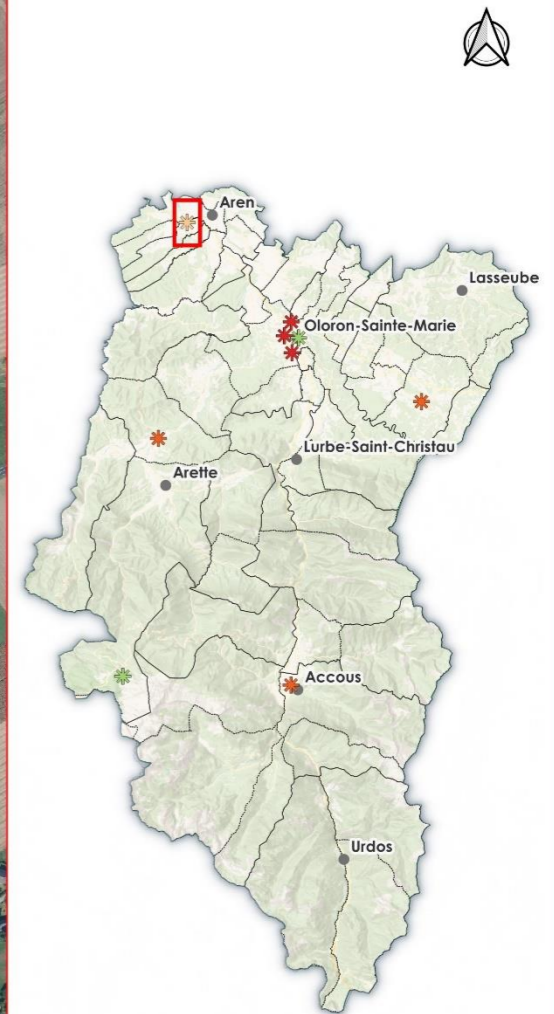 Aren
Lasseube
Oloron-Sainte-Marie
Lurbe-Saint-Christau
Arette
Accous
Urdos